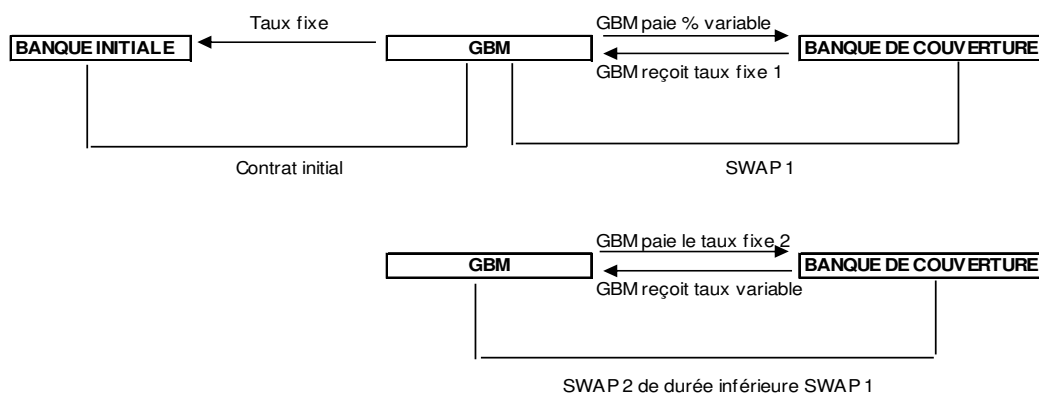 Taux fixe
GBM paie % variable
BANQUE INITIALE
GBM
BANQUE DE COUVERTURE
GBM reçoit taux fixe 1
Contrat initial
SWAP 1
GBM paie le taux fixe 2
GBM
BANQUE DE COUVERTURE
GBM reçoit taux variable
SWAP 2 de durée inférieure SWAP 1